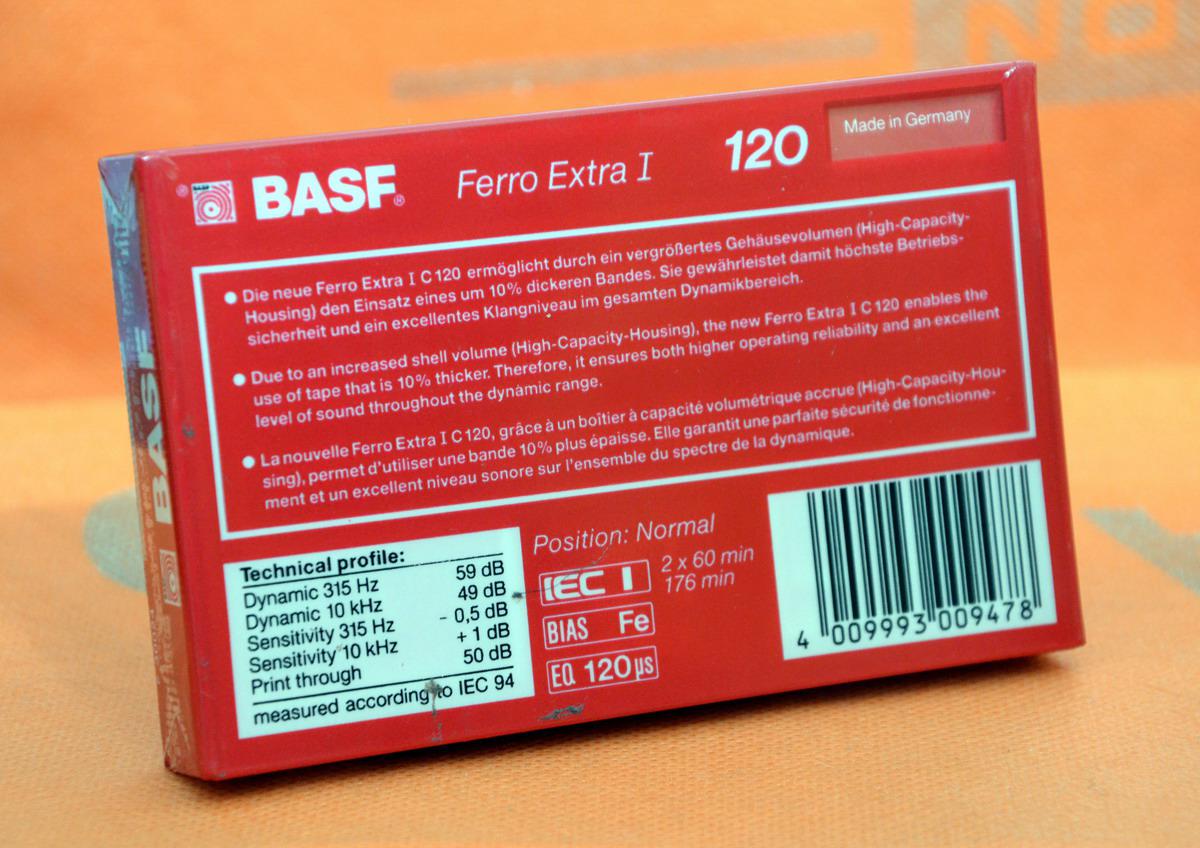 NO
BASF® Ferro Extra I 120 Made in Germany
• Die neue Ferro Extra I C 120 ermöglicht durch ein vergrößertes Gehäusevolumen (High-Capacity-
Housing) den Einsatz eines um 10% dickeren Bandes. Sie gewährleistet damit höchste Betriebs-
sicherheit und ein excellentes Klangniveau im gesamten Dynamikbereich.
• Due to an increased shell volume (High-Capacity-Housing), the new Ferro Extra I C 120 enables the
use of tape that is 10% thicker. Therefore, it ensures both higher operating reliability and an excellent
level of sound throughout the dynamic range.
• La nouvelle Ferro Extra I C 120, grâce à un boîtier à capacité volumétrique accrue (High-Capacity-Hou-
sing), permet d'utiliser une bande 10% plus épaisse. Elle garantit une parfaite sécurité de fonctionne-
ment et un excellent niveau sonore sur l'ensemble du spectre de la dynamique.
Technical profile:
Dynamic 315 Hz 59 dB
Dynamic 10 kHz 49 dB
Sensitivity 315 Hz - 0,5 dB
Sensitivity 10 kHz + 1 dB
Print through 50 dB
measured according to IEC 94
Position: Normal
IEC I 2 x 60 min
176 min
BIAS Fe
EQ 120 µs
4 009993 009478
BASF